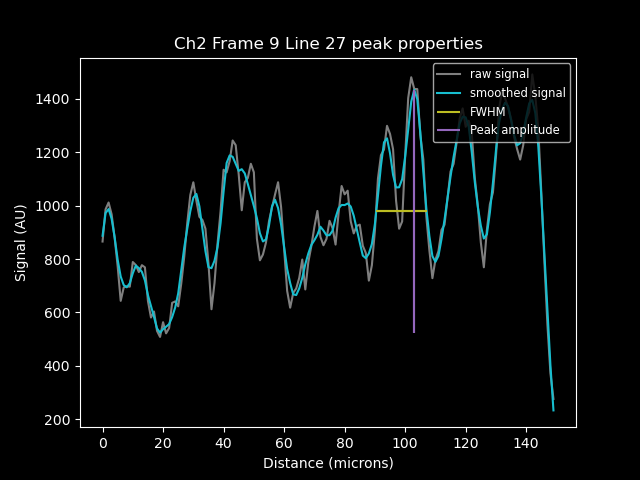 Ch2 Frame 9 Line 27 peak properties
raw signal
smoothed signal
FWHM
Peak amplitude
1400
1200
1000
800
600
400
200
Signal (AU)
0 20 40 60 80 100 120 140
Distance (microns)